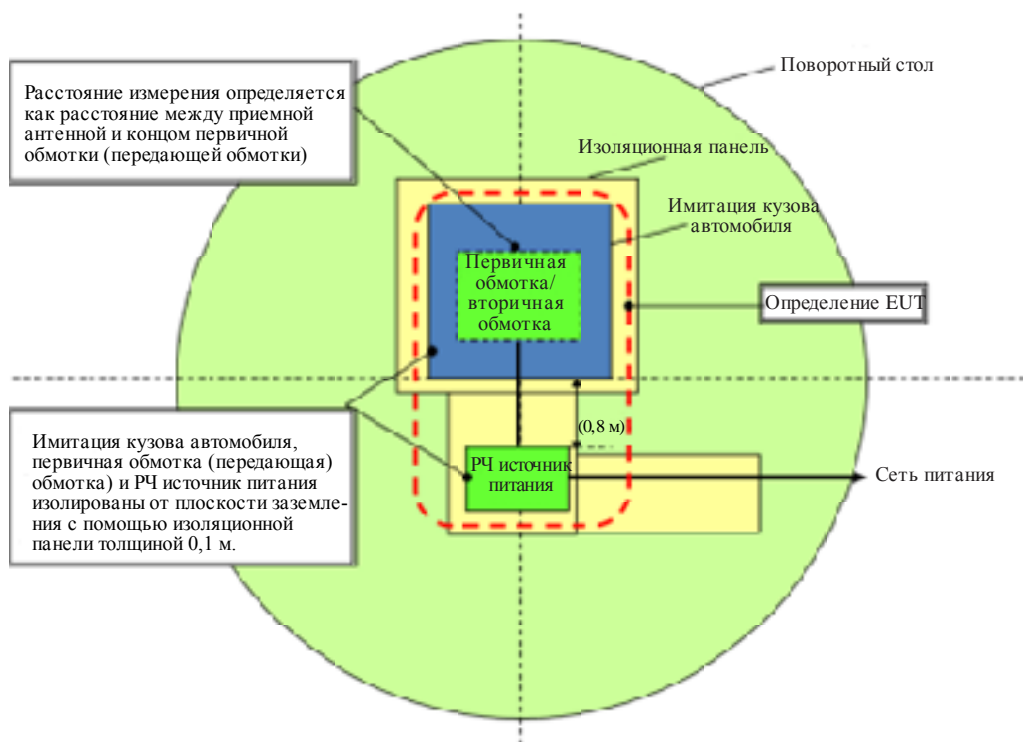 Поворотный стол
Расстояние измерения определяется
как расстояние между приемной
антенной и концом первичной
обмотки (передающей обмотки)
Изоляционная панель
Имитация кузова
автомобиля
Первичная
обмотка/
вторичная
обмотка
Определение EUT
(0,8 м)
Имитация кузова автомобиля,
первичная обмотка (передающая)
обмотка) и РЧ источник питания
изолированы от плоскости заземле-
ния с помощью изоляционной
панели толщиной 0,1 м.
РЧ источник
питания
Сеть питания